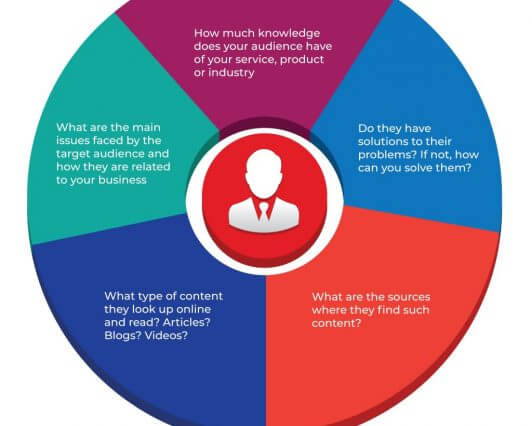 How much knowledge
does your audience have
of your service, product
or industry
What are the main
issues faced by the
target audience and
how they are related
to your business
Do they have
solutions to their
problems? If not, how
can you solve them?
What type of content
they look up online
and read? Articles?
Blogs? Videos?
What are the sources
where they find such
content?